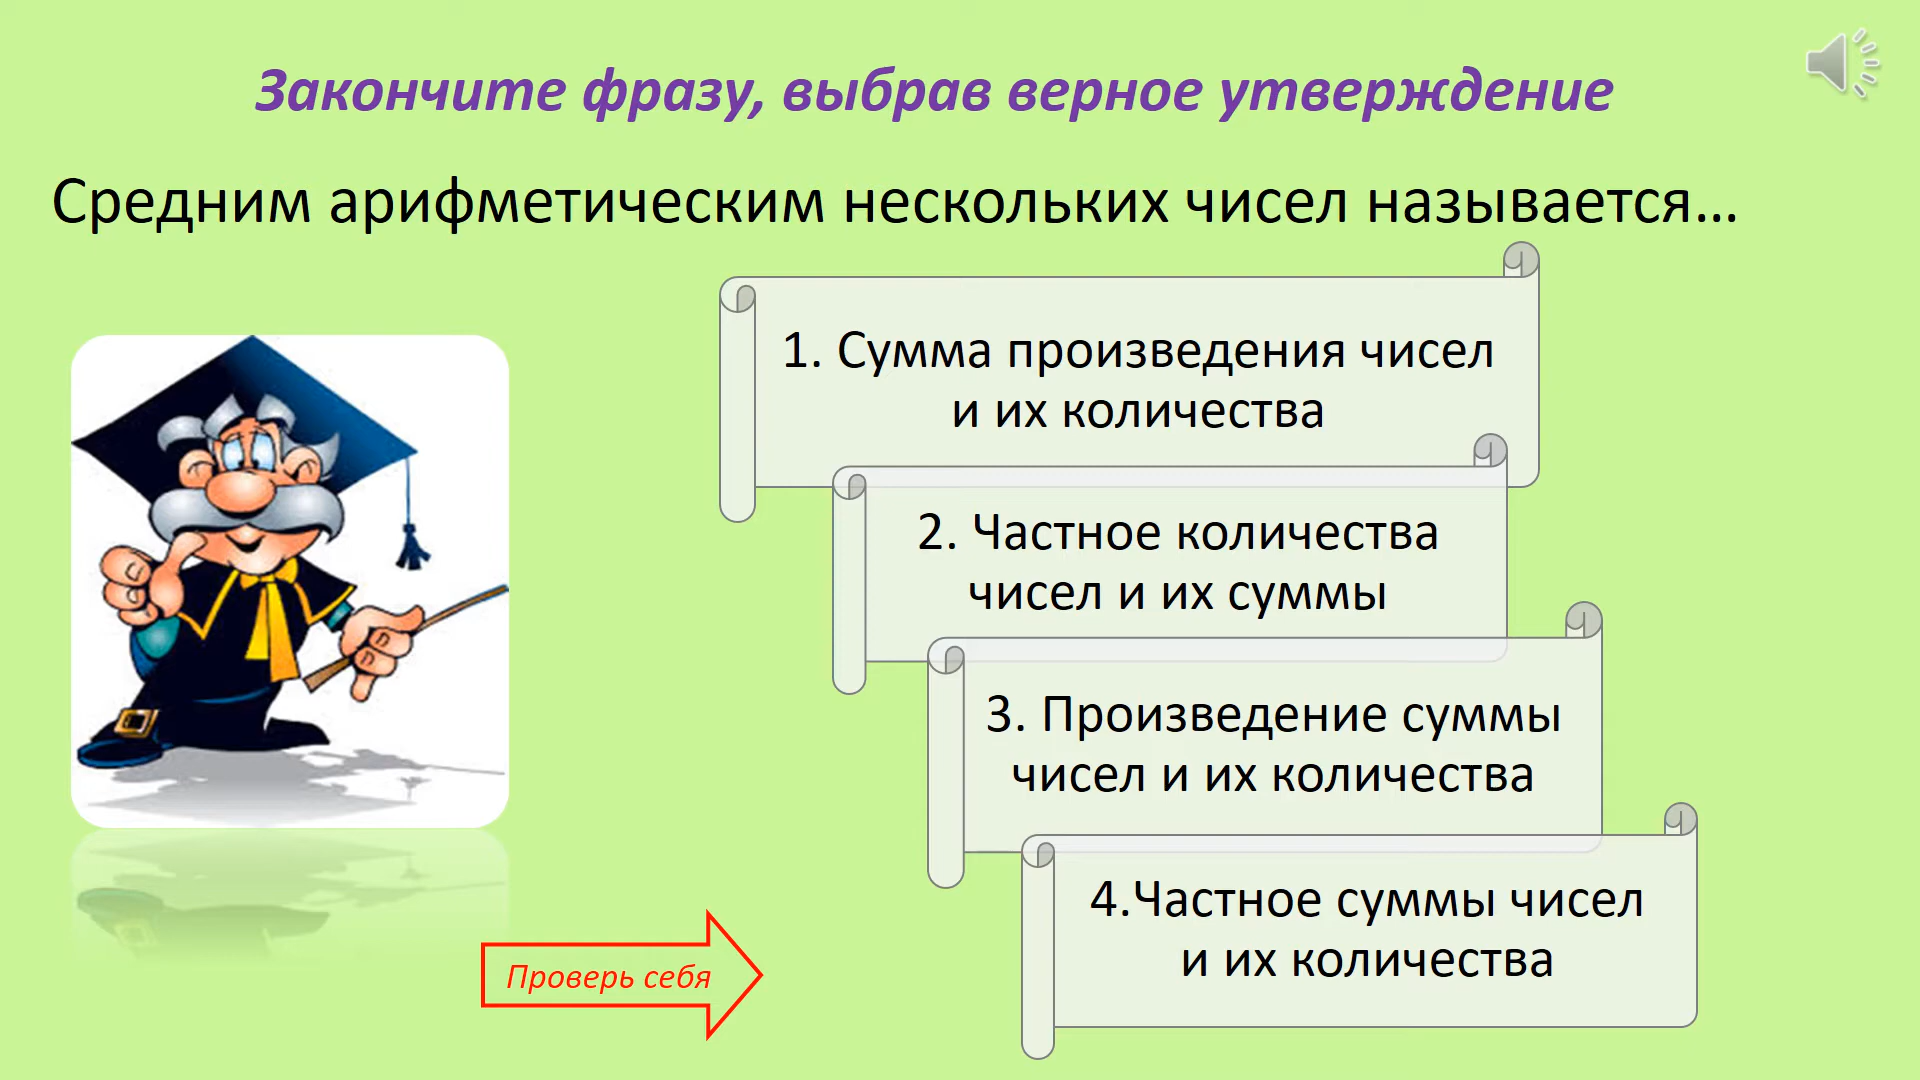 Закончите фразу, выбрав верное утверждение
Средним арифметическим нескольких чисел называется...
1. Сумма произведения чисел
и их количества
2. Частное количества
чисел и их суммы
3. Произведение суммы
чисел и их количества
4.Частное суммы чисел
и их количества
Проверь себя